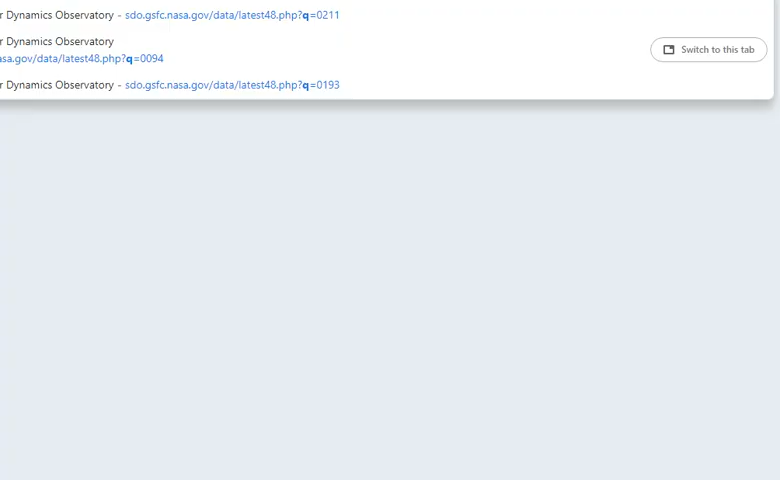 r Dynamics Observatory - sdo.gsfc.nasa.gov/data/latest48.php?q=0211
r Dynamics Observatory
asa.gov/data/latest48.php?q=0094
Switch to this tab
r Dynamics Observatory - sdo.gsfc.nasa.gov/data/latest48.php?q=0193